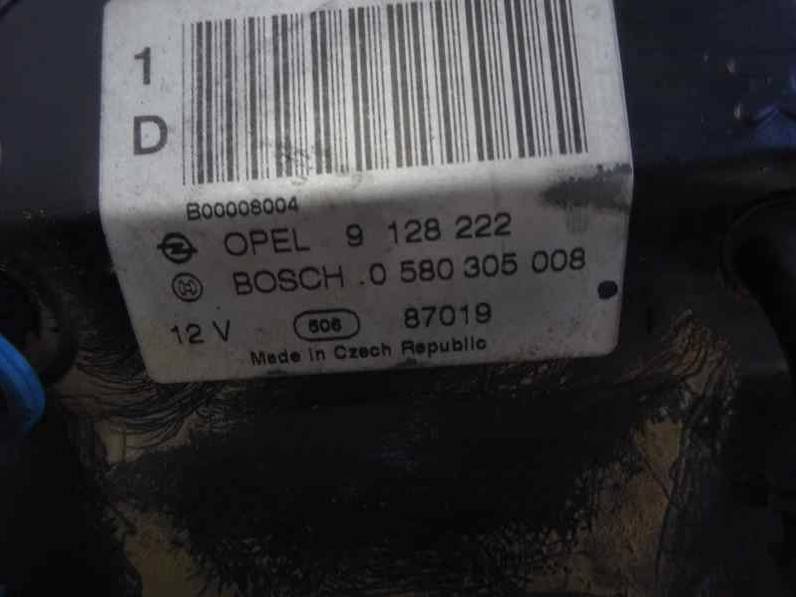 1
D
B00008004
OPEL 9 128 222
BOSCH 0 580 305 008
12 V 506 87019
Made in Czech Republic